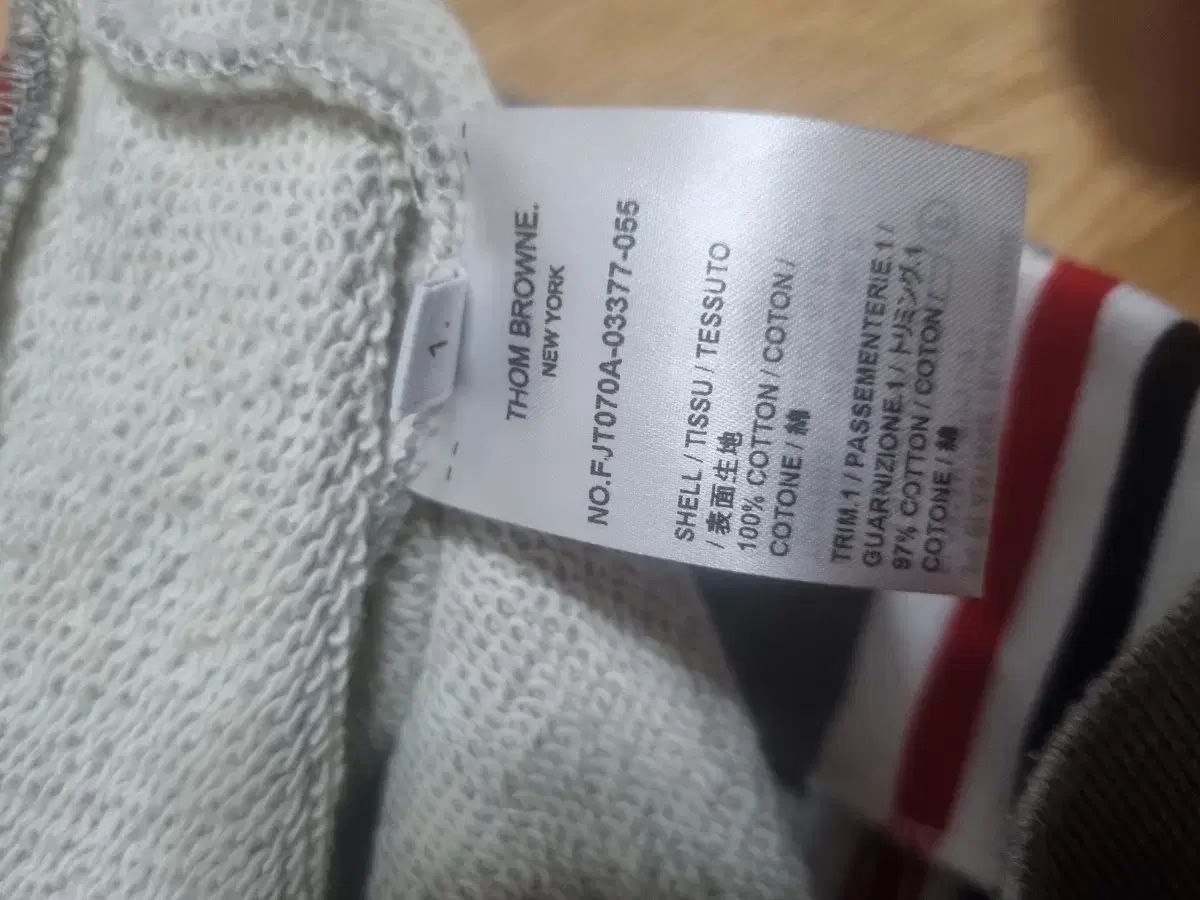 1.
THOM BROWNE.
NEW YORK
NO.FJT070A-03377-055
SHELL / TISSU / TESSUTO
/ 表面生地
100% COTTON / COTON /
COTONE / 綿
TRIM.1 / PASSEMENTERIE.1 /
GUARNIZIONE.1 / トリミング.1
97% COTTON / COTON /
COTONE / 綿